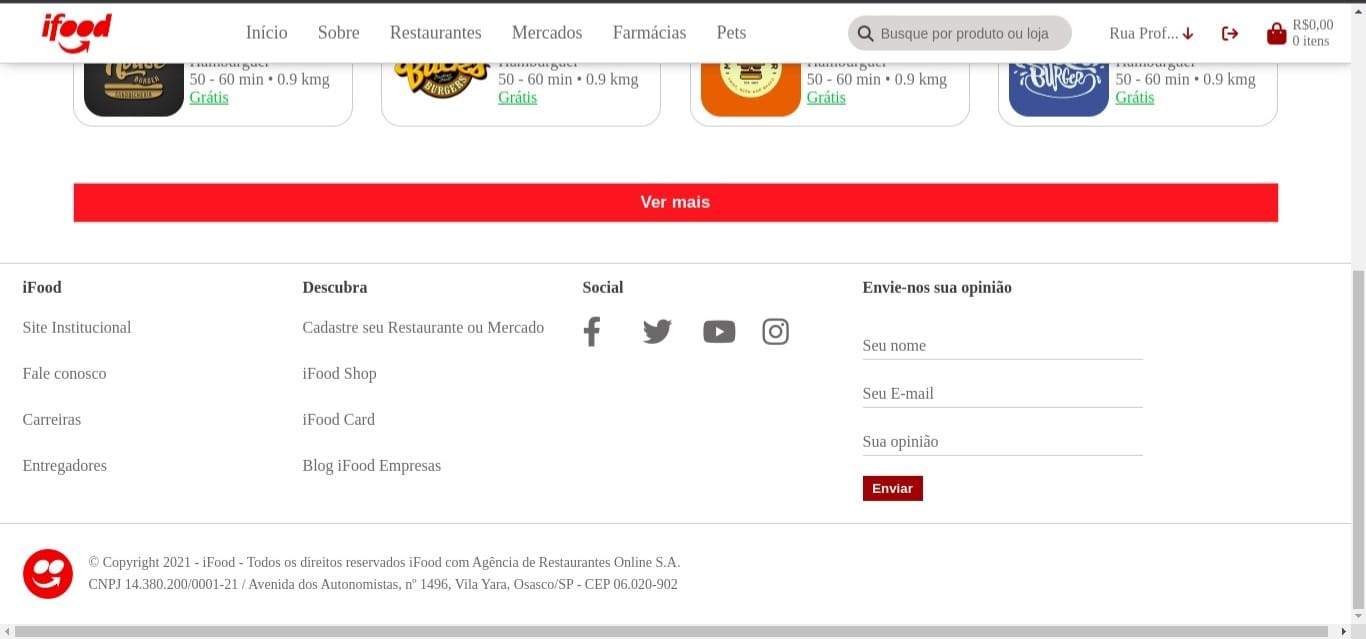 ifood
Início Sobre Restaurantes Mercados Farmácias Pets
Busque por produto ou loja
Rua Prof...
R$0,00
0 itens
Hambúrguer
50 - 60 min • 0.9 kmg
Grátis
BURGER
BURGERS
50 - 60 min • 0.9 kmg
Grátis
50 - 60 min • 0.9 kmg
Grátis
BURGER
50 - 60 min • 0.9 kmg
Grátis
Ver mais
iFood
Site Institucional
Fale conosco
Carreiras
Entregadores
Descubra
Cadastre seu Restaurante ou Mercado
iFood Shop
iFood Card
Blog iFood Empresas
Social
Envie-nos sua opinião
Seu nome
Seu E-mail
Sua opinião
Enviar
© Copyright 2021 - iFood - Todos os direitos reservados iFood com Agência de Restaurantes Online S.A.
CNPJ 14.380.200/0001-21 / Avenida dos Autonomistas, nº 1496, Vila Yara, Osasco/SP - CEP 06.020-902